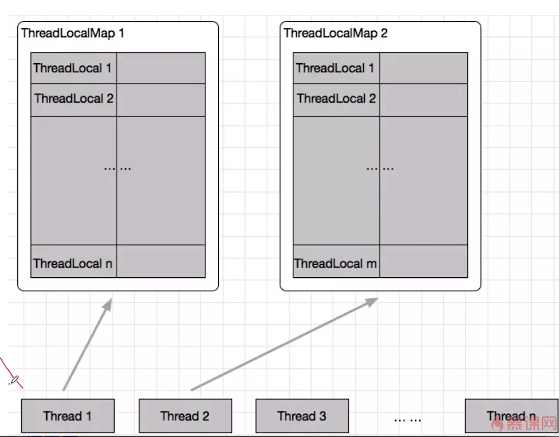 ThreadLocalMap 1
ThreadLocalMap 2
ThreadLocal 1
ThreadLocal 1
ThreadLocal 2
ThreadLocal 2
... ...
... ...
ThreadLocal n
ThreadLocal m
Thread 1
Thread 2
Thread 3
... ...
Thread n
慕课网